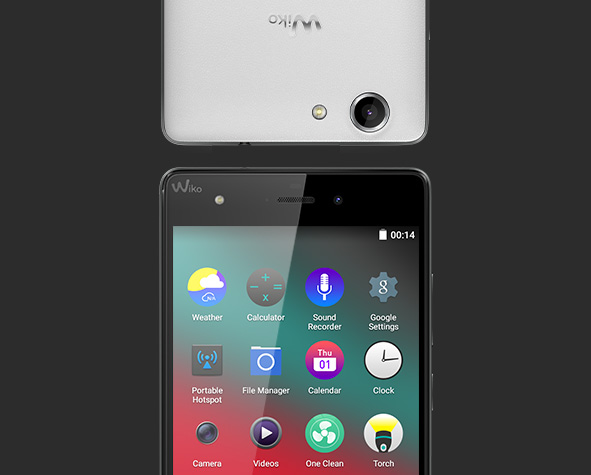 Wiko
Wiko
00:14
N/A
Weather
Calculator
Sound
Recorder
8
Google
Settings
Portable
Hotspot
File Manager
Thu
01
Calendar
Clock
Camera
Videos
One Clean
Torch